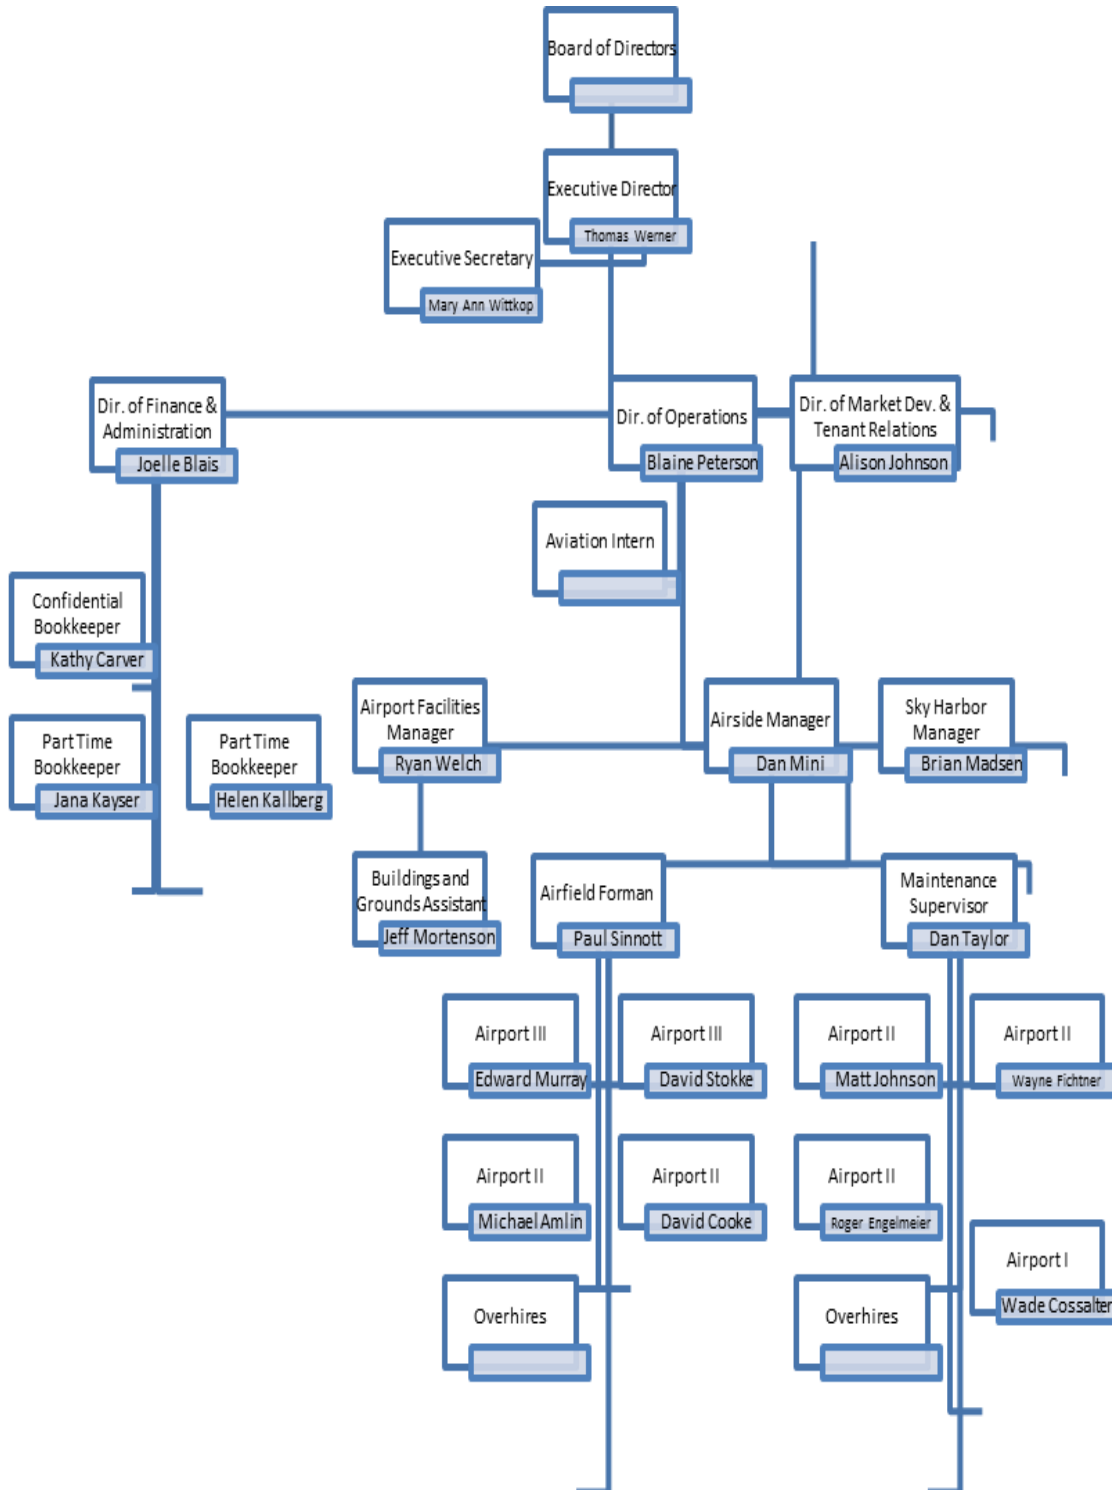 Board of Directors
Executive Director
Thomas Werner
Executive Secretary
Mary Ann Wittkop
Dir. of Finance &
Administration
Joelle Blais
Dir. of Operations
Blaine Peterson
Dir. of Market Dev. &
Tenant Relations
Alison Johnson
Aviation Intern
Confidential
Bookkeeper
Kathy Carver
Part Time
Bookkeeper
Jana Kayser
Part Time
Bookkeeper
Helen Kallberg
Airport Facilities
Manager
Ryan Welch
Airside Manager
Dan Mini
Sky Harbor
Manager
Brian Madsen
Buildings and
Grounds Assistant
Jeff Mortenson
Airfield Forman
Paul Sinnott
Maintenance
Supervisor
Dan Taylor
Airport III
Edward Murray
Airport III
David Stokke
Airport II
Matt Johnson
Airport II
Wayne Fichtner
Airport II
Michael Amlin
Airport II
David Cooke
Airport II
Roger Engelmeier
Airport I
Wade Cossalter
Overhires
Overhires